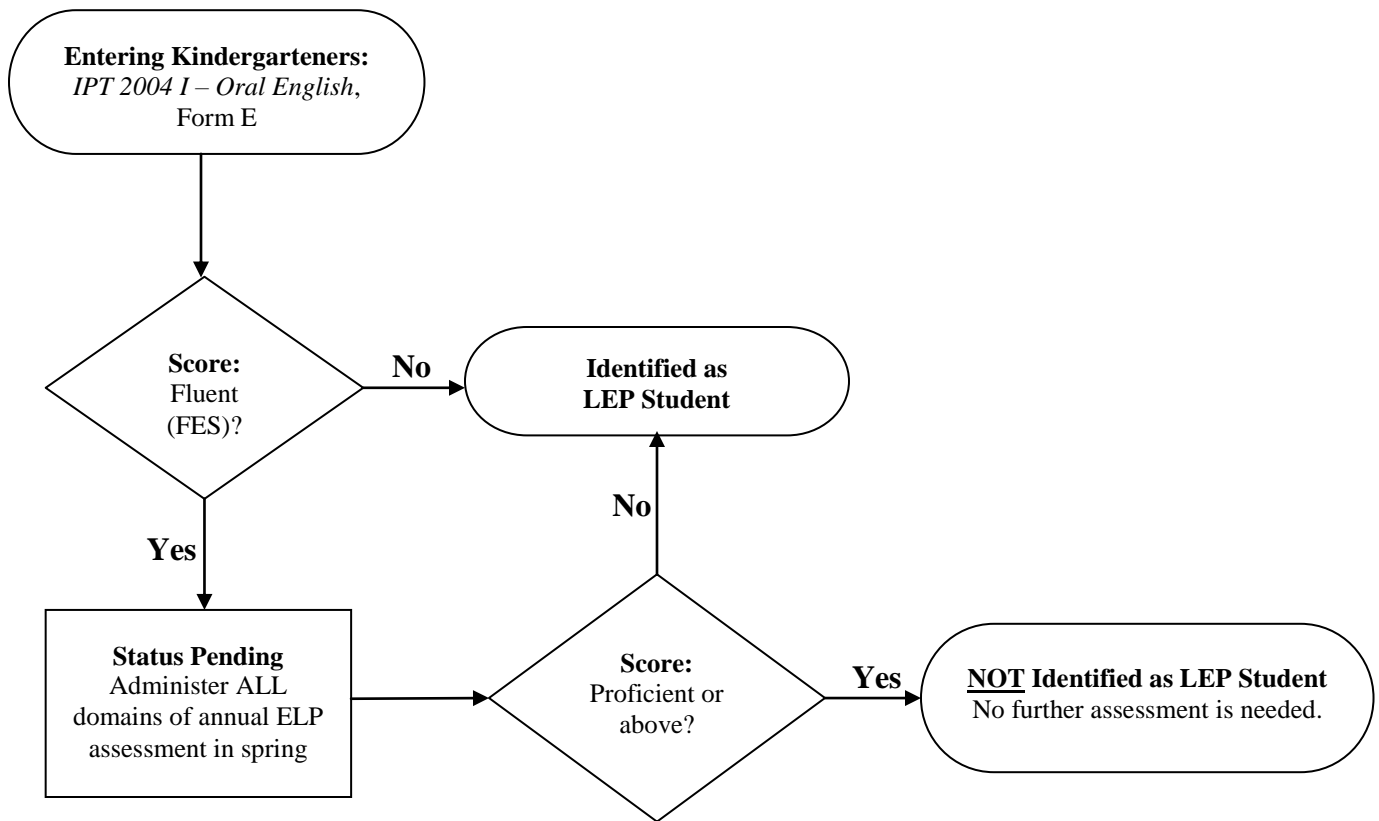 Entering Kindergarteners:
IPT 2004 I – Oral English,
Form E
Score:
Fluent
(FES)?
No
Identified as
LEP Student
Yes
No
Status Pending
Administer ALL
domains of annual ELP
assessment in spring
Score:
Proficient or
above?
Yes
NOT Identified as LEP Student
No further assessment is needed.